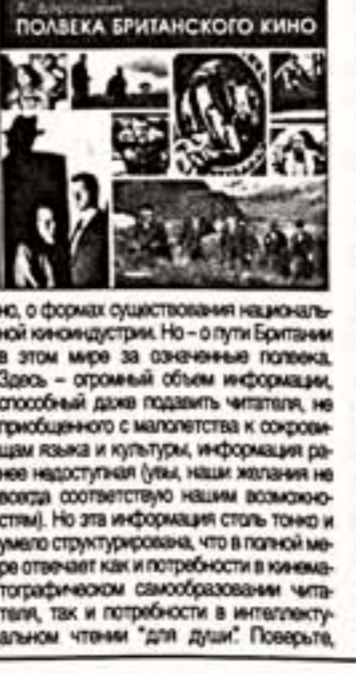 ПОЛВЕКА БРИТАНСКОГО КИНО
но, о формах существования националь-
ной киноиндустрии. Но – о пути Британии
в этом мире за означенные полвека.
Здесь – огромный объем информации,
способный даже подавить читателя, не
приобщенного с малолетства к сокрови-
щам языка и культуры, информация ра-
нее недоступная (увы, наши желания не
всегда соответствую нашим возможно-
стям). Но эта информация столь тонко и
умело структурирована, что в полной ме-
ре отвечает как и потребности в кинема-
тографическом самообразовании чита-
теля, так и потребности в интеллекту-
альном чтении "для души". Поверьте,